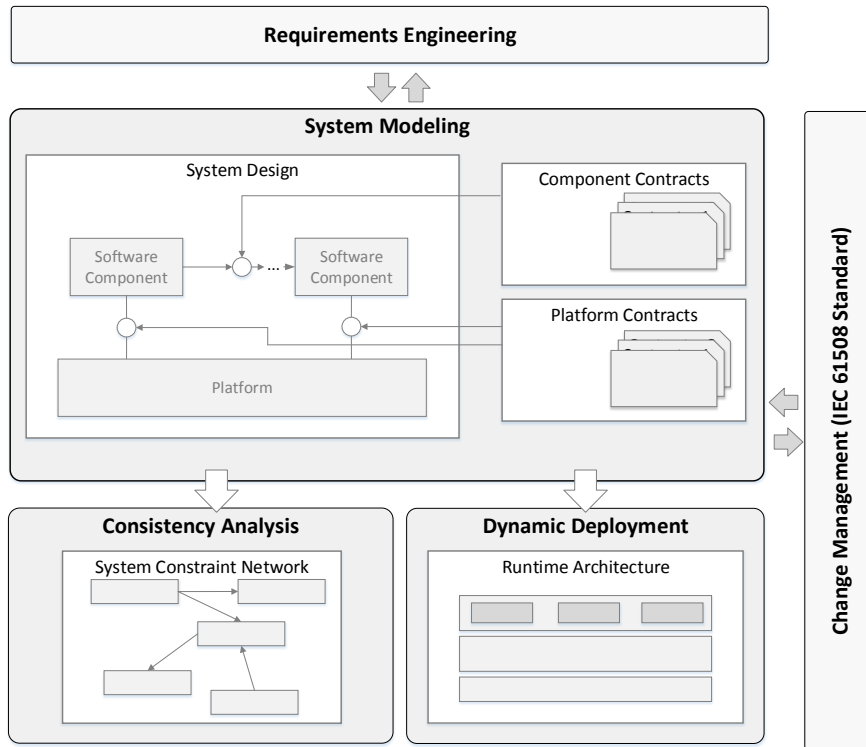 Requirements Engineering
System Modeling
System Design
Component Contracts
Software
Component
...
Software
Component
Platform Contracts
Platform
Change Management (IEC 61508 Standard)
Consistency Analysis
System Constraint Network
Dynamic Deployment
Runtime Architecture